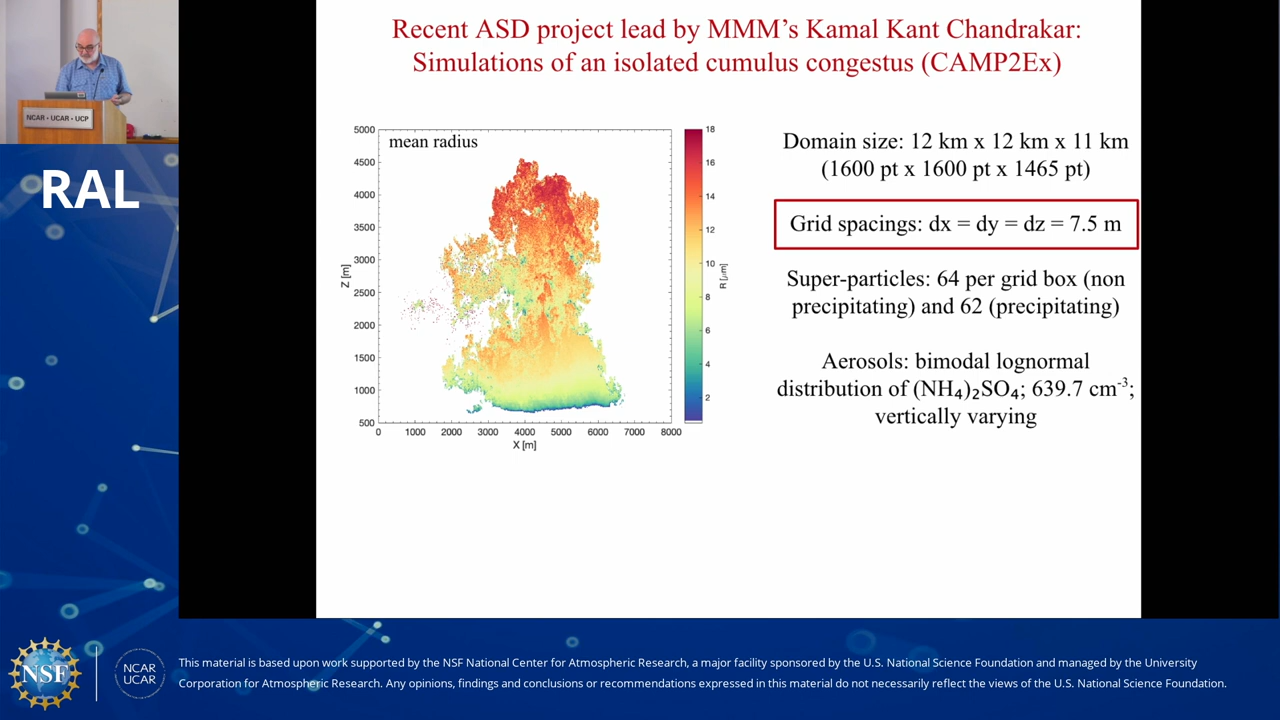 Recent ASD project lead by MMM's Kamal Kant Chandrakar:
Simulations of an isolated cumulus congestus (CAMP2Ex)
NCAR • UCAR • UCP
RAL
mean radius
5000
4500
4000
3500
3000
2500
2000
1500
1000
500
Z [m]
0
1000
2000
3000
4000
5000
6000
7000
8000
X [m]
18
16
14
12
10
8
6
4
2
R [μm]
Domain size: 12 km x 12 km x 11 km
(1600 pt x 1600 pt x 1465 pt)
Grid spacings: dx = dy = dz = 7.5 m
Super-particles: 64 per grid box (non
precipitating) and 62 (precipitating)
Aerosols: bimodal lognormal
distribution of (NH₄)₂SO₄; 639.7 cm⁻³;
vertically varying
NSF
NCAR
UCAR
This material is based upon work supported by the NSF National Center for Atmospheric Research, a major facility sponsored by the U.S. National Science Foundation and managed by the University
Corporation for Atmospheric Research. Any opinions, findings and conclusions or recommendations expressed in this material do not necessarily reflect the views of the U.S. National Science Foundation.